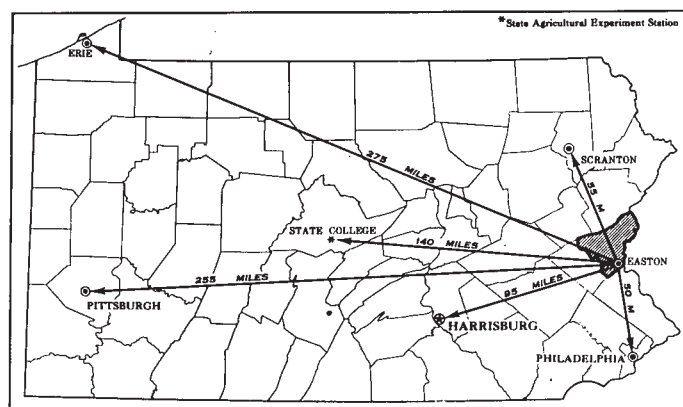 *State Agricultural Experiment Station
ERIE
275 MILES
SCRANTON
55 M
STATE COLLEGE
*
140 MILES
EASTON
255 MILES
PITTSBURGH
95 MILES
50 M
HARRISBURG
PHILADELPHIA